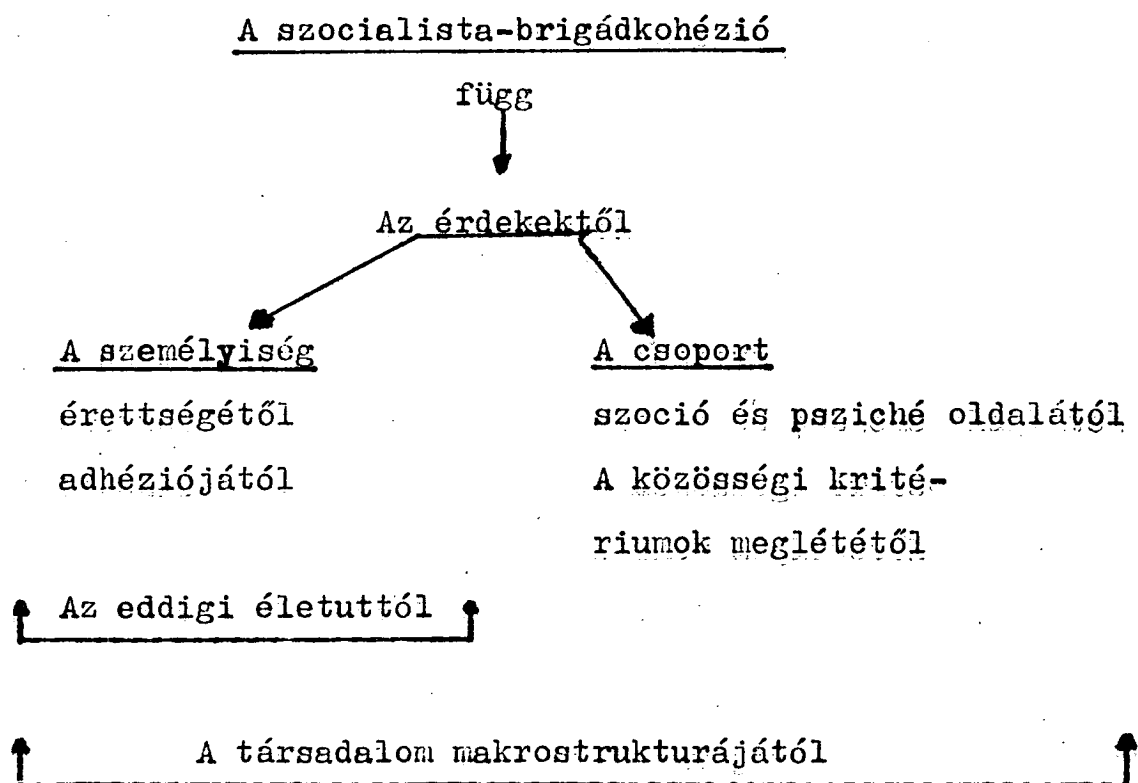 A szocialista-brigádkohézió
függ
Az érdekektől
A személyiség
érettségétől
adhéziójától
A csoport
szoció és psziché oldalától
A közösségi krité-
riumok meglététől
Az eddigi életuttól
A társadalom makrostrukturájától